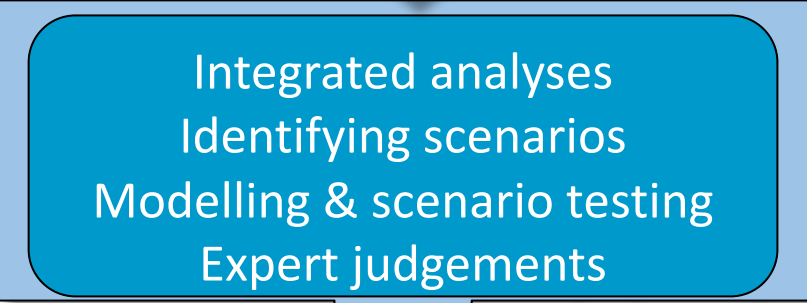 Integrated analyses
Identifying scenarios
Modelling & scenario testing
Expert judgements